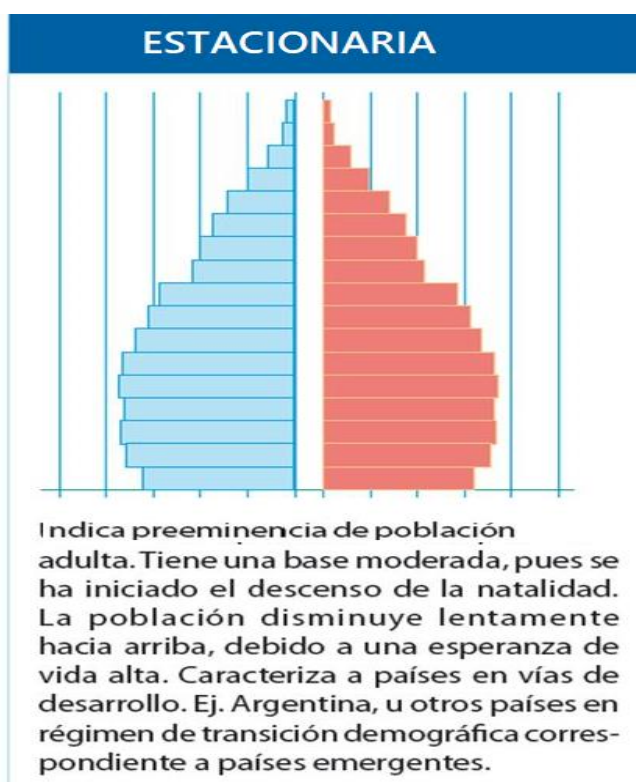 ESTACIONARIA
Indica preeminencia de población
adulta. Tiene una base moderada, pues se
ha iniciado el descenso de la natalidad.
La población disminuye lentamente
hacia arriba, debido a una esperanza de
vida alta. Caracteriza a países en vías de
desarrollo. Ej. Argentina, u otros países en
régimen de transición demográfica corres-
pondiente a países emergentes.